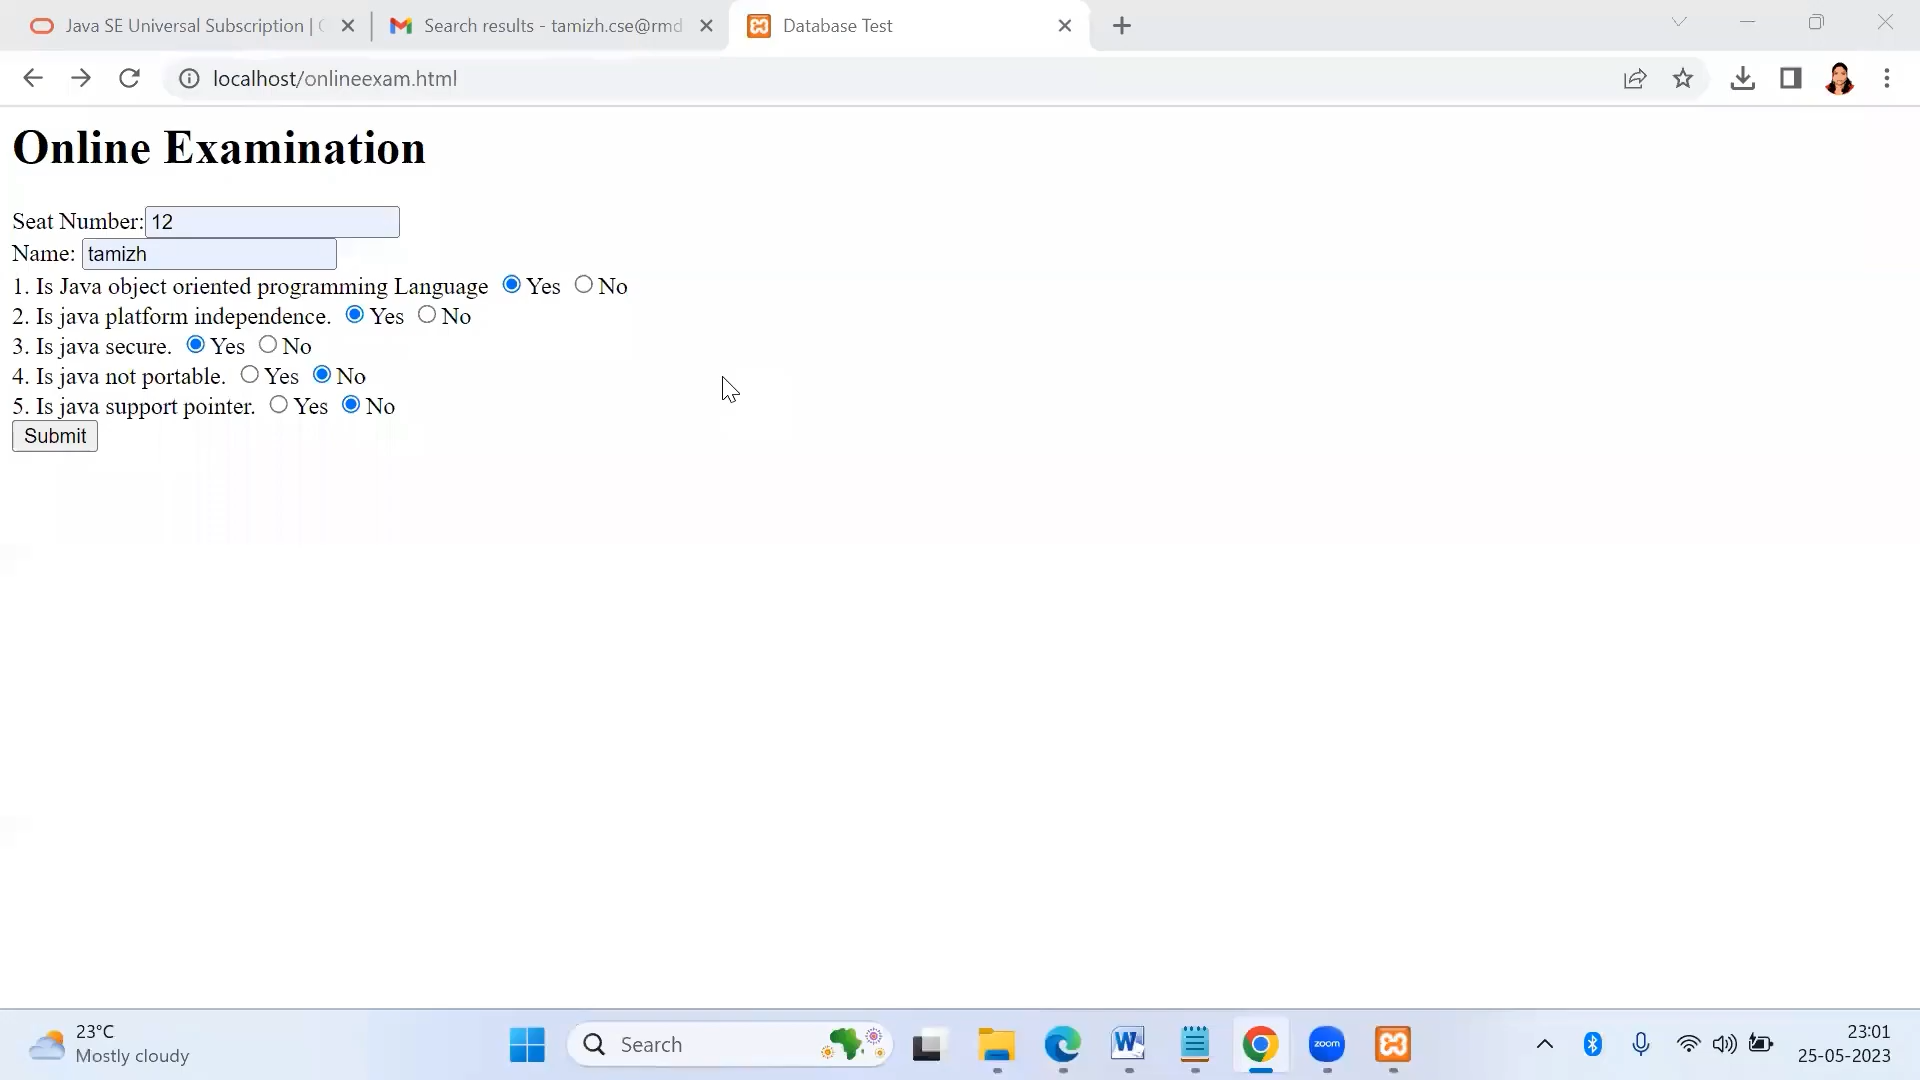 Java SE Universal Subscription |
Search results - tamizh.cse@rmd
Database Test
localhost/onlineexam.html
Online Examination
Seat Number: 12
Name: tamizh
1. Is Java object oriented programming Language Yes No
2. Is java platform independence. Yes No
3. Is java secure. Yes No
4. Is java not portable. Yes No
5. Is java support pointer. Yes No
Submit
23°C
Mostly cloudy
Search
zoom
23:01
25-05-2023